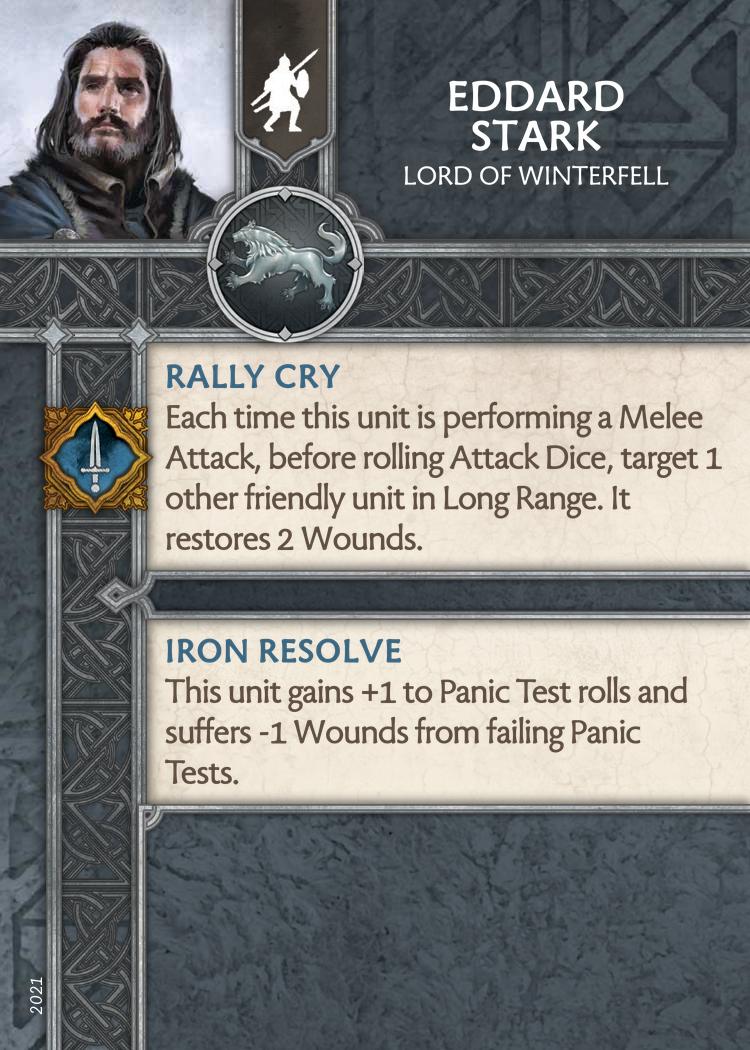 EDDARD
STARK
LORD OF WINTERFELL
RALLY CRY
Each time this unit is performing a Melee
Attack, before rolling Attack Dice, target 1
other friendly unit in Long Range. It
restores 2 Wounds.
IRON RESOLVE
This unit gains +1 to Panic Test rolls and
suffers -1 Wounds from failing Panic
Tests.
2021